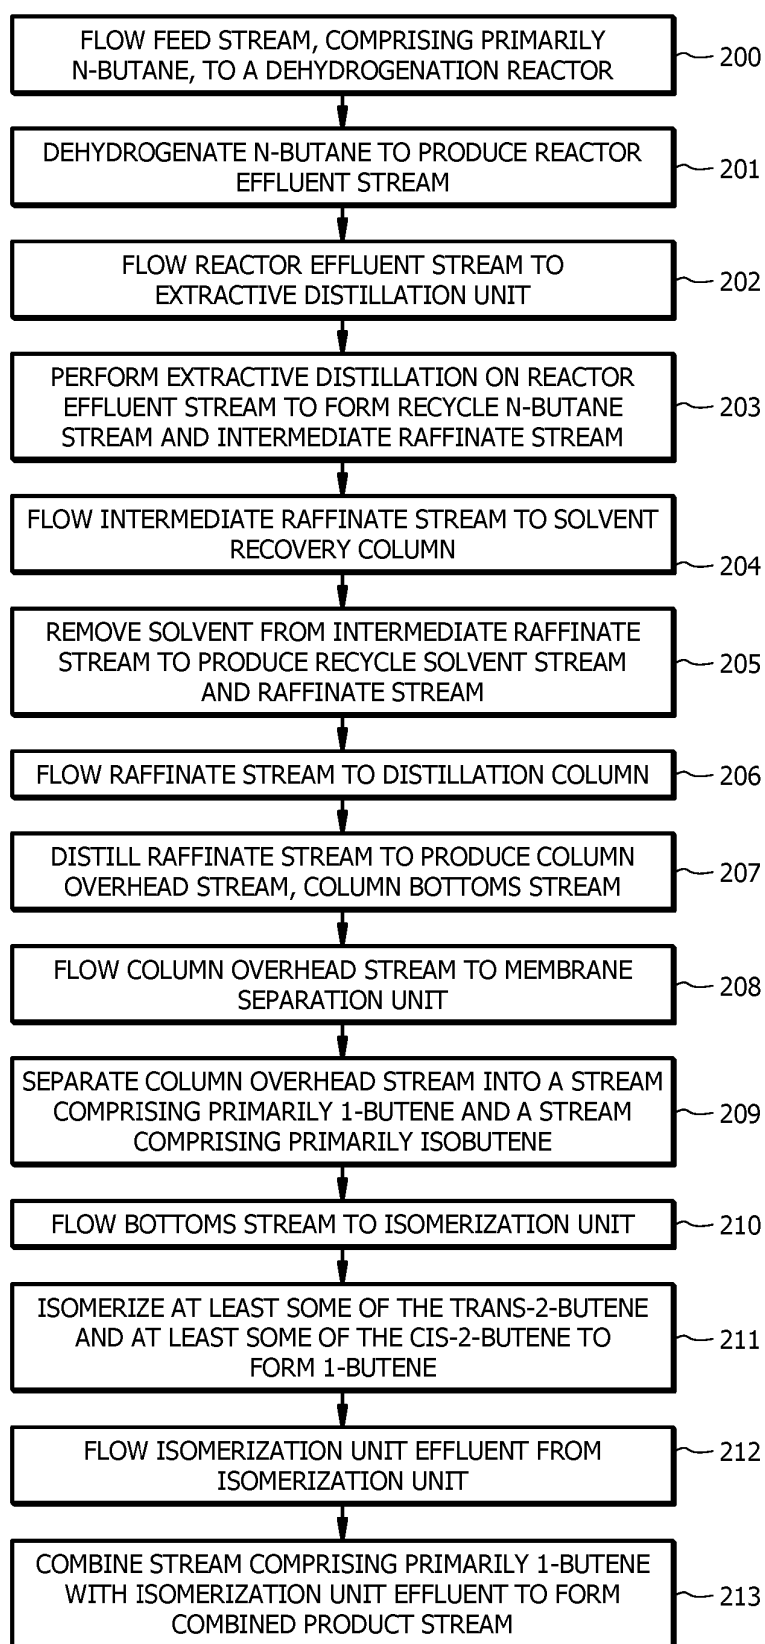 FLOW FEED STREAM, COMPRISING PRIMARILY
N-BUTANE, TO A DEHYDROGENATION REACTOR
200
DEHYDROGENATE N-BUTANE TO PRODUCE REACTOR
EFFLUENT STREAM
201
FLOW REACTOR EFFLUENT STREAM TO
EXTRACTIVE DISTILLATION UNIT
202
PERFORM EXTRACTIVE DISTILLATION ON REACTOR
EFFLUENT STREAM TO FORM RECYCLE N-BUTANE
STREAM AND INTERMEDIATE RAFFINATE STREAM
203
FLOW INTERMEDIATE RAFFINATE STREAM TO SOLVENT
RECOVERY COLUMN
204
REMOVE SOLVENT FROM INTERMEDIATE RAFFINATE
STREAM TO PRODUCE RECYCLE SOLVENT STREAM
AND RAFFINATE STREAM
205
FLOW RAFFINATE STREAM TO DISTILLATION COLUMN
206
DISTILL RAFFINATE STREAM TO PRODUCE COLUMN
OVERHEAD STREAM, COLUMN BOTTOMS STREAM
207
FLOW COLUMN OVERHEAD STREAM TO MEMBRANE
SEPARATION UNIT
208
SEPARATE COLUMN OVERHEAD STREAM INTO A STREAM
COMPRISING PRIMARILY 1-BUTENE AND A STREAM
COMPRISING PRIMARILY ISOBUTENE
209
FLOW BOTTOMS STREAM TO ISOMERIZATION UNIT
210
ISOMERIZE AT LEAST SOME OF THE TRANS-2-BUTENE
AND AT LEAST SOME OF THE CIS-2-BUTENE TO
FORM 1-BUTENE
211
FLOW ISOMERIZATION UNIT EFFLUENT FROM
ISOMERIZATION UNIT
212
COMBINE STREAM COMPRISING PRIMARILY 1-BUTENE
WITH ISOMERIZATION UNIT EFFLUENT TO FORM
COMBINED PRODUCT STREAM
213